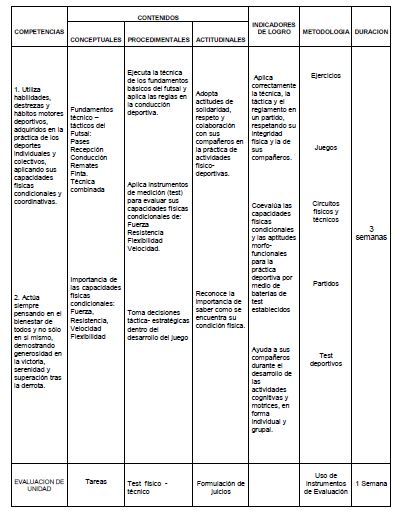 COMPETENCIAS
CONTENIDOS
CONCEPTUALES
PROCEDIMENTALES
ACTITUDINALES
INDICADORES
DE LOGRO
METODOLOGIA
DURACION
1. Utiliza
habilidades,
destrezas y
hábitos motores
deportivos,
adquiridos en la
práctica de los
deportes
individuales y
colectivos,
aplicando sus
capacidades
físicas
condicionales y
coordinativas.
2. Actúa
siempre
pensando en el
bienestar de
todos y no sólo
en si mismo,
demostrando
generosidad en
la victoria,
serenidad y
superación tras
la derrota.
Fundamentos
técnico –
tácticos del
Futsal:
Pases
Recepción
Conducción
Remates
Finta.
Técnica
combinada
Importancia de
las capacidades
físicas
condicionales:
Fuerza,
Resistencia,
Velocidad
Flexibilidad
Ejecuta la técnica
de los fundamentos
básicos del futsal y
aplica las reglas en
la conducción
deportiva.
Aplica instrumentos
de medición (test)
para evaluar sus
capacidades físicas
condicionales de:
Fuerza
Resistencia
Flexibilidad
Velocidad.
Toma decisiones
táctica- estratégicas
dentro del
desarrollo del juego
Adopta
actitudes de
solidaridad,
respeto y
colaboración
con sus
compañeros en
la práctica de
actividades
físico-
deportivas.
Reconoce la
importancia de
saber como se
encuentra su
condición física.
Aplica
correctamente
la técnica, la
táctica y el
reglamento en
un partido,
respetando su
integridad
física y la de
sus
compañeros.
Coevalúa las
capacidades
físicas
condicionales
y las aptitudes
morfo-
funcionales
para la
práctica
deportiva por
medio de
baterías de
test
establecidos
Ayuda a sus
compañeros
durante el
desarrollo de
las
actividades
cognitivas y
motrices, en
forma
individual y
grupal.
Ejercicios
Juegos
Circuitos
físicos y
técnicos
Partidos
Test
deportivos
3
semanas
EVALUACION DE
UNIDAD
Tareas
Test físico -
técnico
Formulación de
juicios
Uso de
instrumentos
de Evaluación
1 Semana